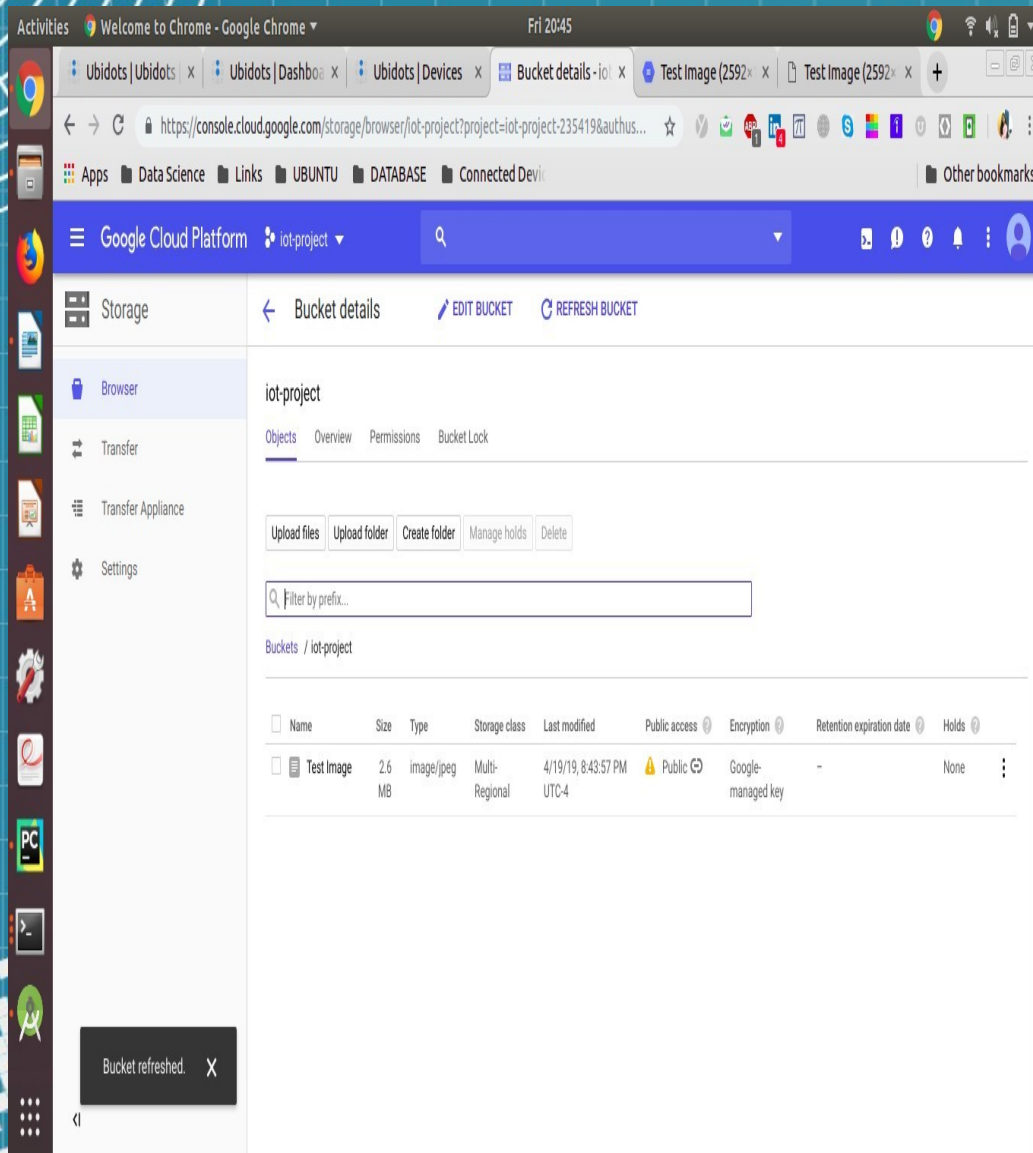 Activities Welcome to Chrome - Google Chrome ▾ Fri 20:45
Ubidots | Ubidots × Ubidots | Dashboa × Ubidots | Devices × Bucket details - iot × Test Image (2592× × Test Image (2592× × +
https://console.cloud.google.com/storage/browser/iot-project?project=iot-project-235419&authus...
Apps Data Science Links UBUNTU DATABASE Connected Devic Other bookmarks
Google Cloud Platform iot-project
Storage
Bucket details EDIT BUCKET REFRESH BUCKET
Browser
Transfer
Transfer Appliance
Settings
iot-project
Objects Overview Permissions Bucket Lock
Upload files Upload folder Create folder Manage holds Delete
Filter by prefix...
Buckets / iot-project
Name Size Type Storage class Last modified Public access Encryption Retention expiration date Holds
Test Image 2.6 image/jpeg Multi- 4/19/19, 8:43:57 PM Public Google- – None
MB Regional UTC-4 managed key
Bucket refreshed. X